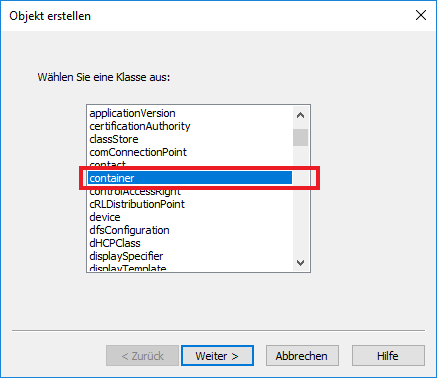 Objekt erstellen
Wählen Sie eine Klasse aus:
applicationVersion
certificationAuthority
classStore
comConnectionPoint
contact
container
controlAccessRight
cRLDistributionPoint
device
dfsConfiguration
dHCPClass
displaySpecifier
displayTemplate
< Zurück Weiter > Abbrechen Hilfe